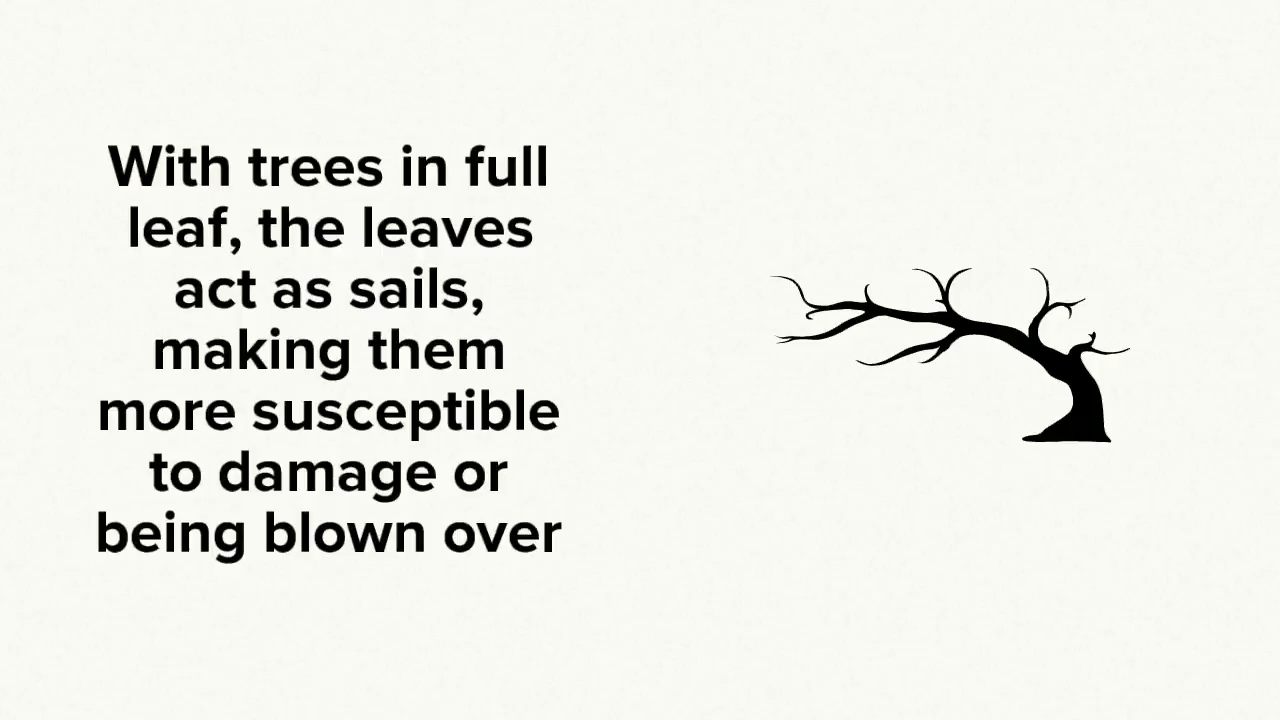 With trees in full
leaf, the leaves
act as sails,
making them
more susceptible
to damage or
being blown over